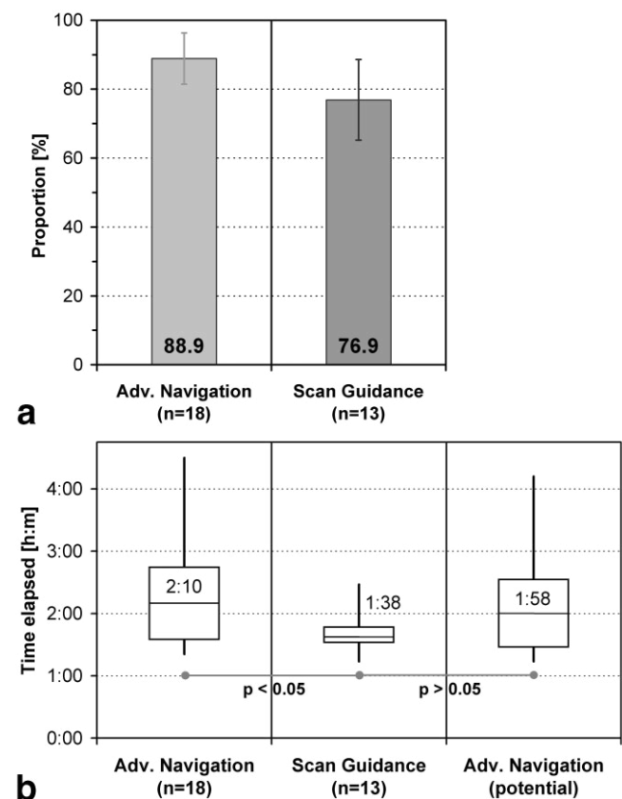 100
80
60
40
20
0
Proportion [%]
88.9
76.9
Adv. Navigation
(n=18)
Scan Guidance
(n=13)
a
4:00
3:00
2:00
1:00
0:00
Time elapsed [h:m]
2:10
1:38
1:58
p < 0.05
p > 0.05
Adv. Navigation
(n=18)
Scan Guidance
(n=13)
Adv. Navigation
(potential)
b